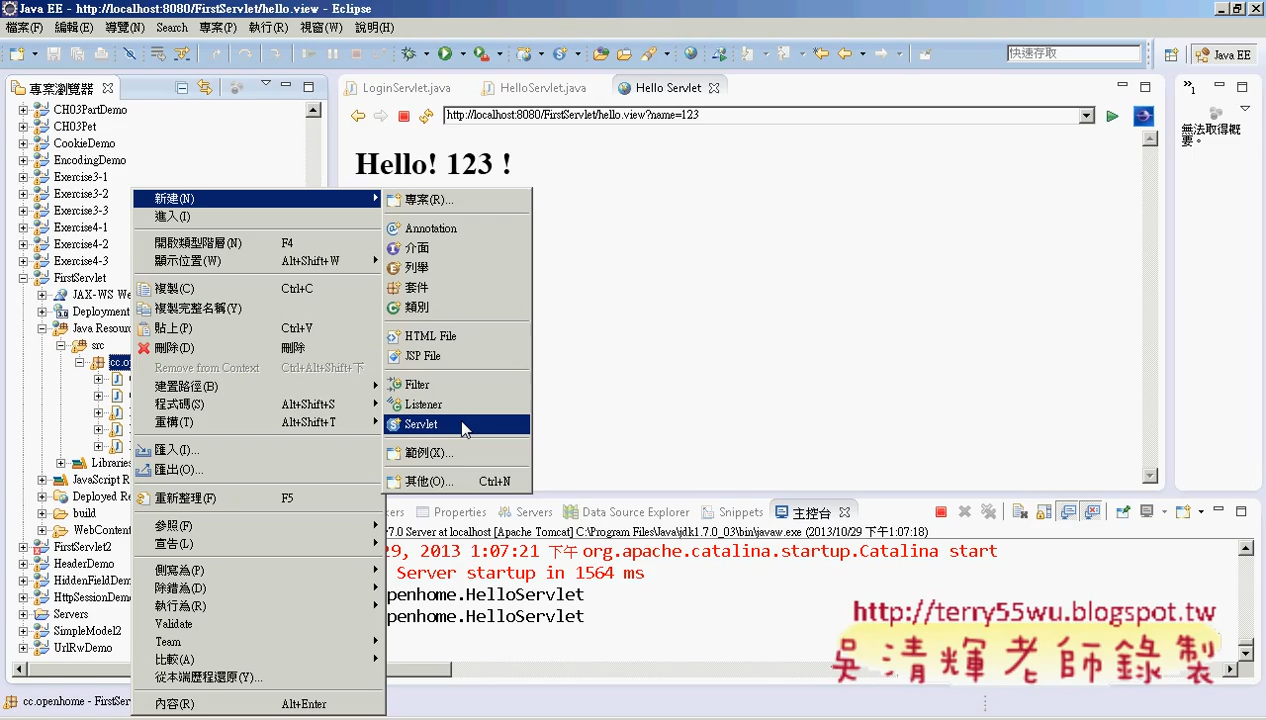 Java EE - http://localhost:8080/FirstServlet/hello.view - Eclipse
檔案(F) 編輯(E) 導覽(N) Search 專案(P) 執行(R) 視窗(W) 說明(H)
快速存取
Java EE
專案瀏覽器
LoginServlet.java
HelloServlet.java
Hello Servlet
http://localhost:8080/FirstServlet/hello.view?name=123
無法取得概要。
Hello! 123 !
CH03PartDemo
CH03Pet
CookieDemo
EncodingDemo
Exercise3-1
Exercise3-2
Exercise3-3
Exercise4-1
Exercise4-2
Exercise4-3
FirstServlet
JAX-WS We
Deployment
Java Resour
src
cc.o
Libraries
JavaScript R
Deployed Re
build
WebContent
FirstServlet2
HeaderDemo
HiddenFieldDem
HttpSessionDem
Servers
SimpleModel2
UrlRwDemo
新建(N)
進入(I)
開啟類型階層(N) F4
顯示位置(W) Alt+Shift+W
複製(C) Ctrl+C
複製完整名稱(Y)
貼上(P) Ctrl+V
刪除(D) 刪除
Remove from Context Ctrl+Alt+Shift+下
建置路徑(B)
程式碼(S) Alt+Shift+S
重構(T) Alt+Shift+T
匯入(I)...
匯出(O)...
重新整理(F) F5
參照(F)
宣告(L)
側寫為(P)
除錯為(D)
執行為(R)
Validate
Team
比較(A)
從本端歷程還原(Y)...
內容(R) Alt+Enter
專案(R)...
Annotation
介面
列舉
套件
類別
HTML File
JSP File
Filter
Listener
Servlet
範例(X)...
其他(O)... Ctrl+N
kers
Properties
Servers
Data Source Explorer
Snippets
主控台
7.0 Server at localhost [Apache Tomcat] C:\Program Files\Java\jdk1.7.0_03\bin\javaw.exe (2013/10/29 下午1:07:18)
29, 2013 1:07:21 下午 org.apache.catalina.startup.Catalina start
Server startup in 1564 ms
openhome.HelloServlet
openhome.HelloServlet
http://terry55wu.blogspot.tw
吳清輝老師錄製
cc.openhome - FirstServ